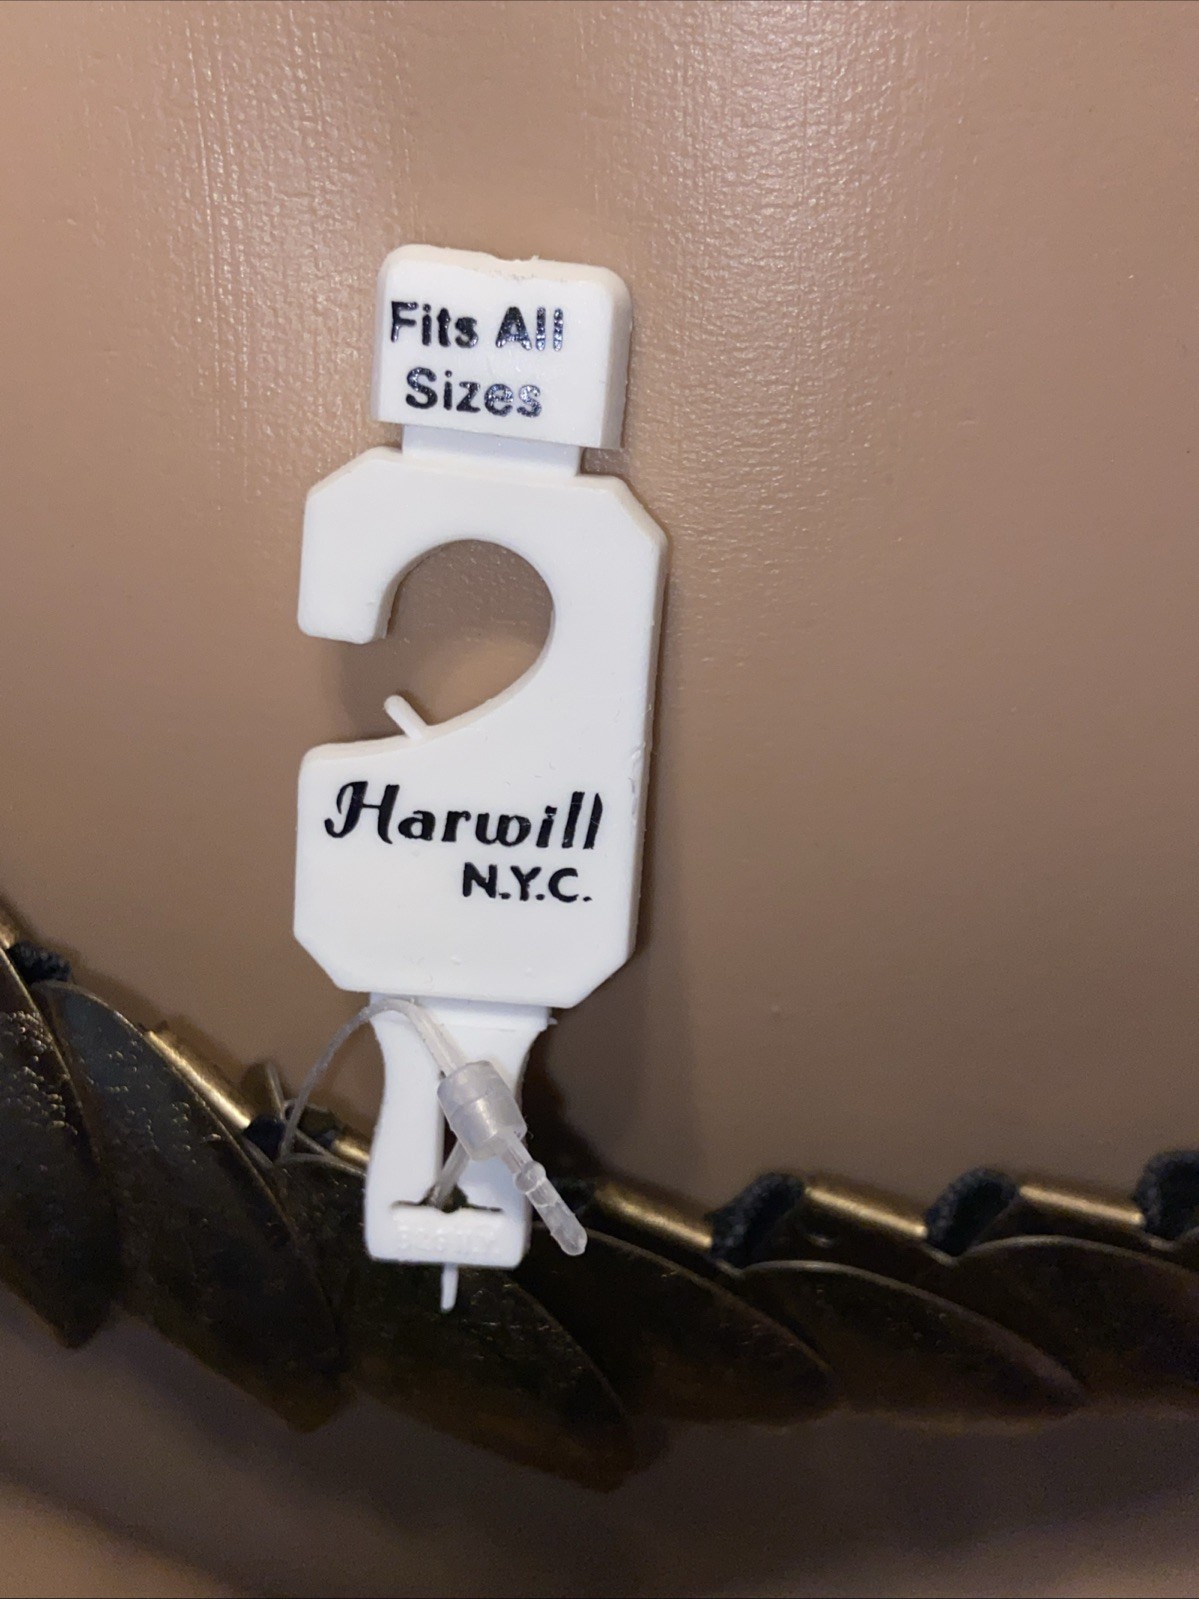 Fits All
Sizes
Harwill
N.Y.C.